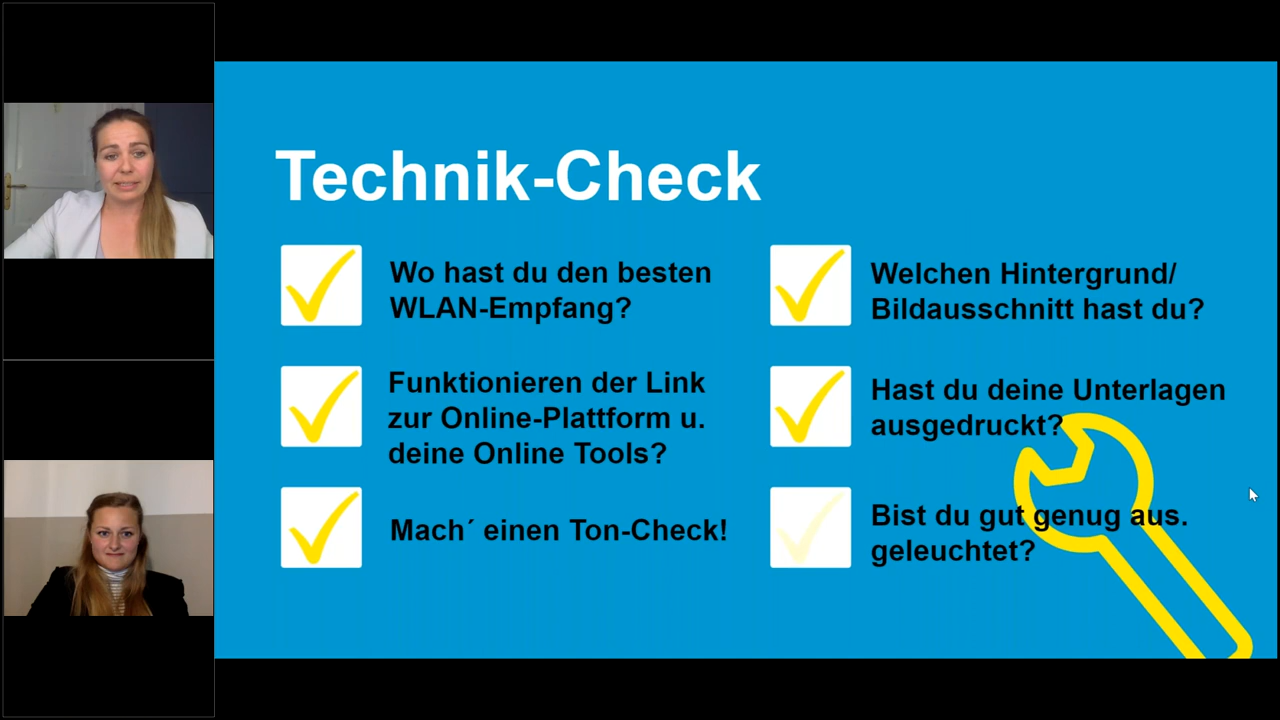 Technik-Check
Wo hast du den besten
WLAN-Empfang?
Funktionieren der Link
zur Online-Plattform u.
deine Online Tools?
Mach´ einen Ton-Check!
Welchen Hintergrund/
Bildausschnitt hast du?
Hast du deine Unterlagen
ausgedruckt?
Bist du gut genug aus.
geleuchtet?